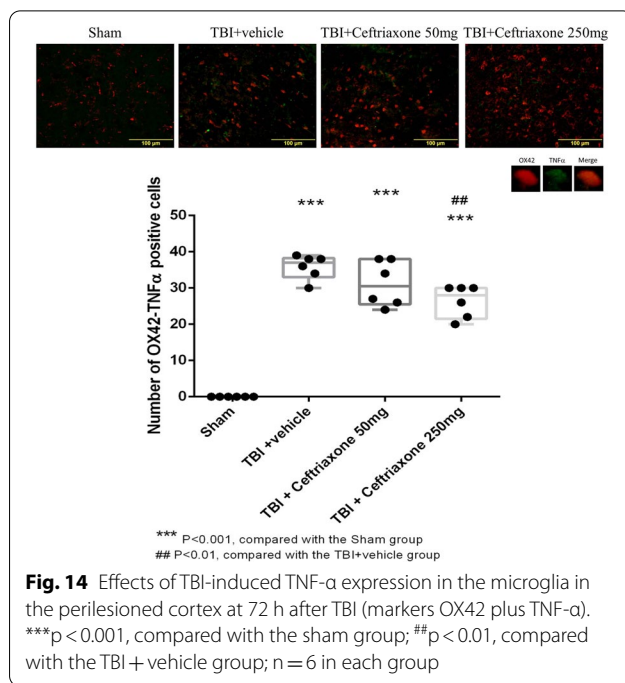 Sham TBI+vehicle TBI+Ceftriaxone 50mg TBI+Ceftriaxone 250mg
100 μm 100 μm 100 μm 100 μm
OX42 TNFα Merge
Number of OX42-TNFα positive cells
50
40
30
20
10
0
*** *** ## ***
Sham
TBI +vehicle
TBI + Ceftriaxone 50mg
TBI + Ceftriaxone 250mg
*** P<0.001, compared with the Sham group
## P<0.01, compared with the TBI+vehicle group
Fig. 14 Effects of TBI-induced TNF-α expression in the microglia in
the perilesioned cortex at 72 h after TBI (markers OX42 plus TNF-α).
***p < 0.001, compared with the sham group; ##p < 0.01, compared
with the TBI + vehicle group; n = 6 in each group